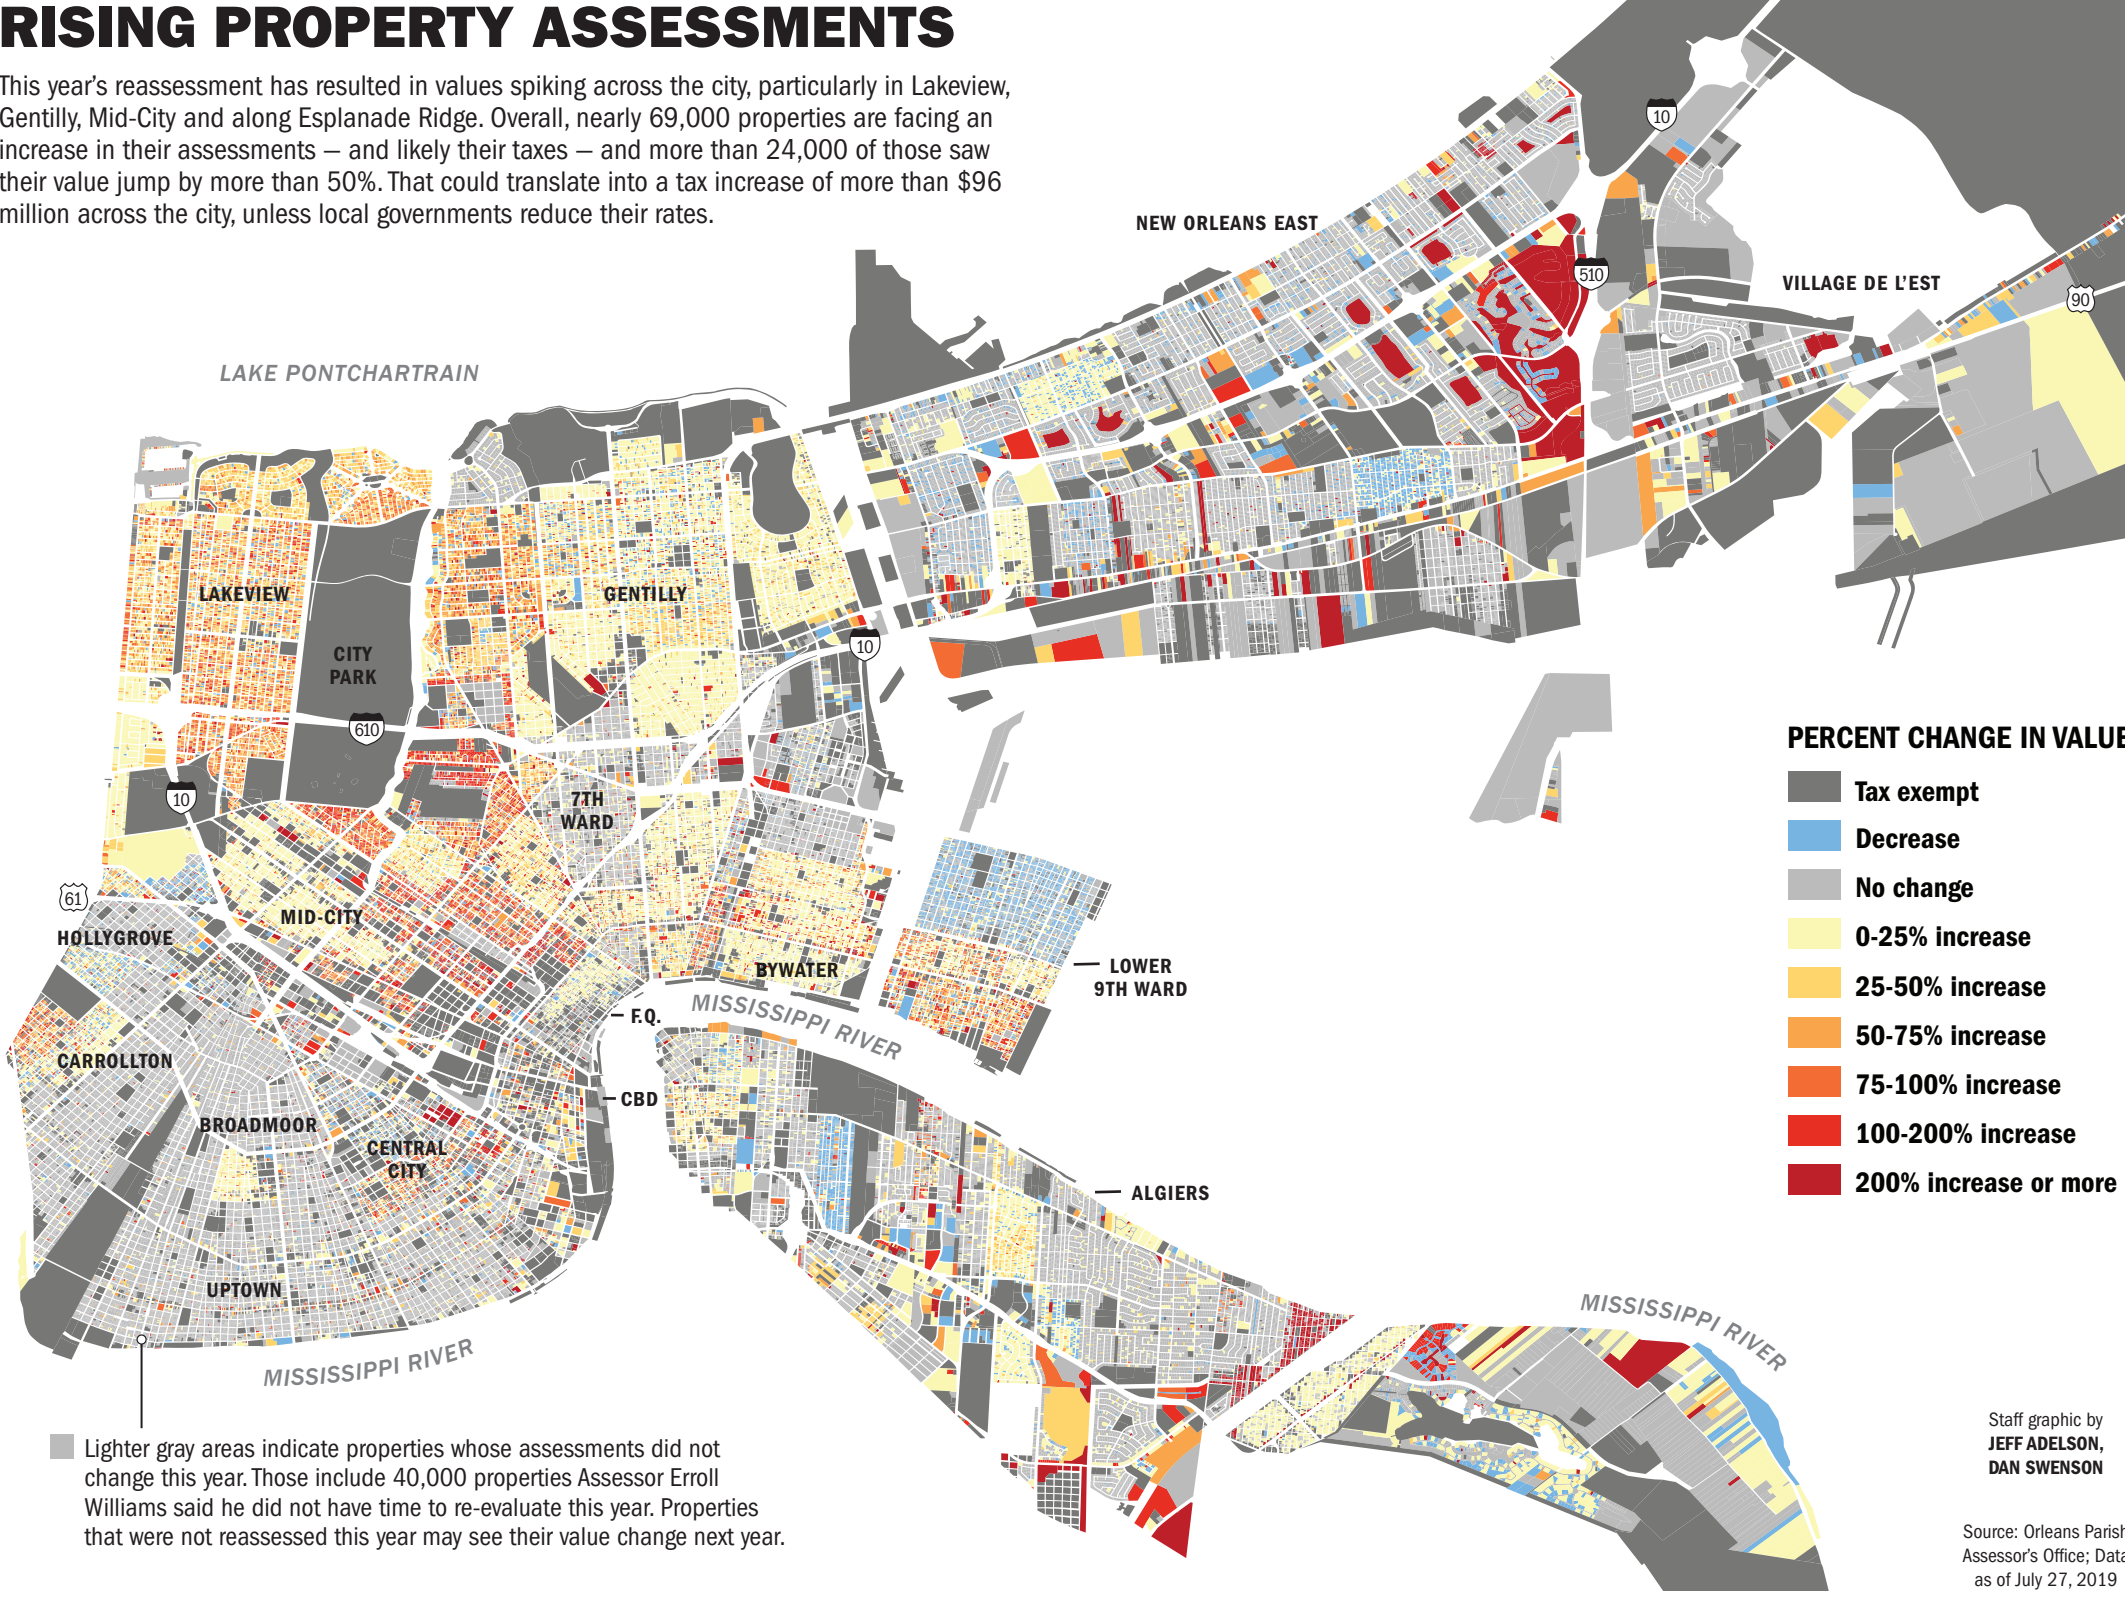 RISING PROPERTY ASSESSMENTS
This year's reassessment has resulted in values spiking across the city, particularly in Lakeview,
Gentilly, Mid-City and along Esplanade Ridge. Overall, nearly 69,000 properties are facing an
increase in their assessments — and likely their taxes — and more than 24,000 of those saw
their value jump by more than 50%. That could translate into a tax increase of more than $96
million across the city, unless local governments reduce their rates.
10
NEW ORLEANS EAST
510
VILLAGE DE L'EST
90
LAKE PONTCHARTRAIN
LAKEVIEW
GENTILLY
CITY
PARK
10
610
10
7TH
WARD
61
MID-CITY
HOLLYGROVE
BYWATER
LOWER
9TH WARD
F.Q.
MISSISSIPPI RIVER
CARROLLTON
CBD
BROADMOOR
CENTRAL
CITY
ALGIERS
UPTOWN
MISSISSIPPI RIVER
MISSISSIPPI RIVER
PERCENT CHANGE IN VALUE
Tax exempt
Decrease
No change
0-25% increase
25-50% increase
50-75% increase
75-100% increase
100-200% increase
200% increase or more
Lighter gray areas indicate properties whose assessments did not
change this year. Those include 40,000 properties Assessor Erroll
Williams said he did not have time to re-evaluate this year. Properties
that were not reassessed this year may see their value change next year.
Staff graphic by
JEFF ADELSON,
DAN SWENSON
Source: Orleans Parish
Assessor's Office; Data
as of July 27, 2019